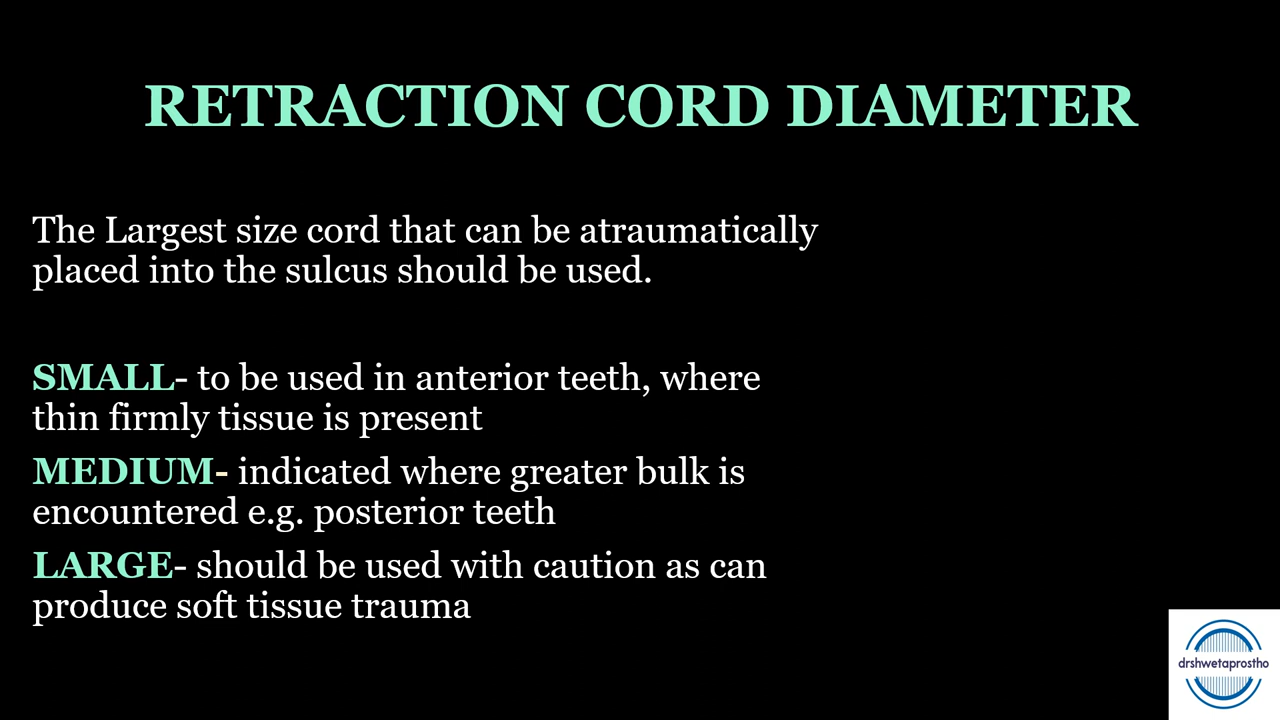 RETRACTION CORD DIAMETER
The Largest size cord that can be atraumatically
placed into the sulcus should be used.
SMALL- to be used in anterior teeth, where
thin firmly tissue is present
MEDIUM- indicated where greater bulk is
encountered e.g. posterior teeth
LARGE- should be used with caution as can
produce soft tissue trauma
drshwetaprostho